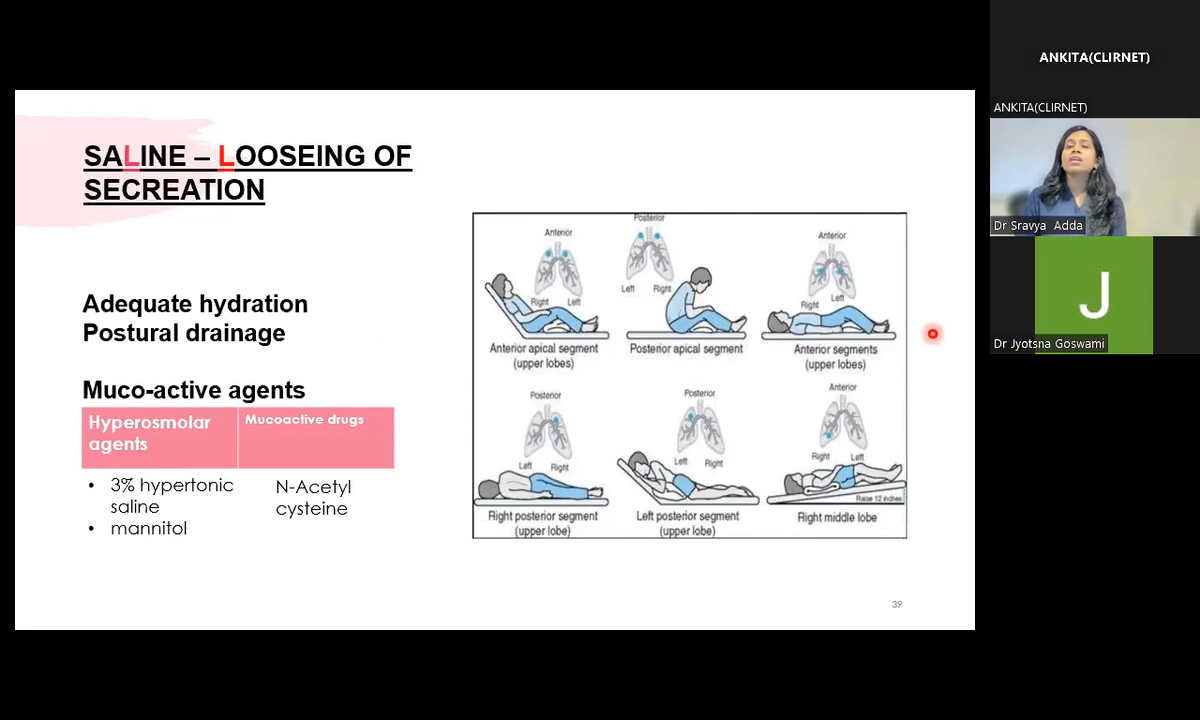 SALINE – LOOSEING OF
SECREATION
Adequate hydration
Postural drainage
Muco-active agents
Hyperosmolar
agents
Mucoactive drugs
• 3% hypertonic
saline
• mannitol
N-Acetyl
cysteine
Anterior
Right Left
Anterior apical segment
(upper lobes)
Posterior
Left Right
Posterior apical segment
Anterior
Right Left
Anterior segments
(upper lobes)
Posterior
Left Right
Right posterior segment
(upper lobe)
Posterior
Left Right
Left posterior segment
(upper lobe)
Anterior
Right Left
Raise 12 inches
Right middle lobe
39
ANKITA(CLIRNET)
ANKITA(CLIRNET)
Dr Sravya Adda
J
Dr Jyotsna Goswami